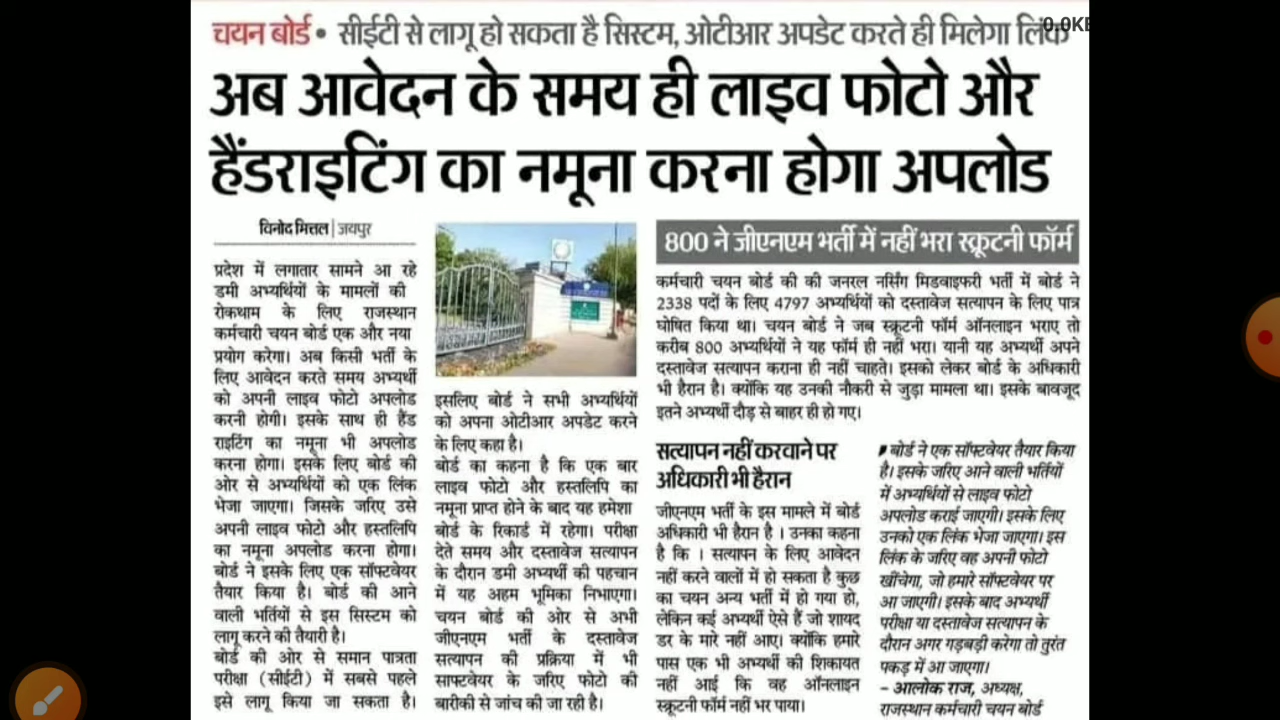 चयन बोर्ड • सीईटी से लागू हो सकता है सिस्टम, ओटीआर अपडेट करते ही मिलेगा लिंक
0.0KB
अब आवेदन के समय ही लाइव फोटो और
हैंडराइटिंग का नमूना करना होगा अपलोड
विनोद मित्तल | जयपुर
प्रदेश में लगातार सामने आ रहे
डमी अभ्यर्थियों के मामलों की
रोकथाम के लिए राजस्थान
कर्मचारी चयन बोर्ड एक और नया
प्रयोग करेगा। अब किसी भर्ती के
लिए आवेदन करते समय अभ्यर्थी
को अपनी लाइव फोटो अपलोड
करनी होगी। इसके साथ ही हैंड
राइटिंग का नमूना भी अपलोड
करना होगा। इसके लिए बोर्ड की
ओर से अभ्यर्थियों को एक लिंक
भेजा जाएगा। जिसके जरिए उसे
अपनी लाइव फोटो और हस्तलिपि
का नमूना अपलोड करना होगा।
बोर्ड ने इसके लिए एक सॉफ्टवेयर
तैयार किया है। बोर्ड की आने
वाली भर्तियों से इस सिस्टम को
लागू करने की तैयारी है।
बोर्ड की ओर से समान पात्रता
परीक्षा (सीईटी) में सबसे पहले
इसे लागू किया जा सकता है।
इसलिए बोर्ड ने सभी अभ्यर्थियों
को अपना ओटीआर अपडेट करने
के लिए कहा है।
बोर्ड का कहना है कि एक बार
लाइव फोटो और हस्तलिपि का
नमूना प्राप्त होने के बाद यह हमेशा
बोर्ड के रिकार्ड में रहेगा। परीक्षा
देते समय और दस्तावेज सत्यापन
के दौरान डमी अभ्यर्थी की पहचान
में यह अहम भूमिका निभाएगा।
चयन बोर्ड की ओर से अभी
जीएनएम भर्ती के दस्तावेज
सत्यापन की प्रक्रिया में भी
साफ्टवेयर के जरिए फोटो की
बारीकी से जांच की जा रही है।
800 ने जीएनएम भर्ती में नहीं भरा स्क्रूटनी फॉर्म
कर्मचारी चयन बोर्ड की की जनरल नर्सिंग मिडवाइफरी भर्ती में बोर्ड ने
2338 पदों के लिए 4797 अभ्यर्थियों को दस्तावेज सत्यापन के लिए पात्र
घोषित किया था। चयन बोर्ड ने जब स्क्रूटनी फॉर्म ऑनलाइन भराए तो
करीब 800 अभ्यर्थियों ने यह फॉर्म ही नहीं भरा। यानी यह अभ्यर्थी अपने
दस्तावेज सत्यापन कराना ही नहीं चाहते। इसको लेकर बोर्ड के अधिकारी
भी हैरान है। क्योंकि यह उनकी नौकरी से जुड़ा मामला था। इसके बावजूद
इतने अभ्यर्थी दौड़ से बाहर ही हो गए।
सत्यापन नहीं करवाने पर
अधिकारी भी हैरान
जीएनएम भर्ती के इस मामले में बोर्ड
अधिकारी भी हैरान है । उनका कहना
है कि । सत्यापन के लिए आवेदन
नहीं करने वालों में हो सकता है कुछ
का चयन अन्य भर्ती में हो गया हो,
लेकिन कई अभ्यर्थी ऐसे हैं जो शायद
डर के मारे नहीं आए। क्योंकि हमारे
पास एक भी अभ्यर्थी की शिकायत
नहीं आई कि वह ऑनलाइन
स्क्रूटनी फॉर्म नहीं भर पाया।
बोर्ड ने एक सॉफ्टवेयर तैयार किया
है। इसके जरिए आने वाली भर्तियों
में अभ्यर्थियों से लाइव फोटो
अपलोड कराई जाएगी। इसके लिए
उनको एक लिंक भेजा जाएगा। इस
लिंक के जरिए वह अपनी फोटो
खींचेगा, जो हमारे सॉफ्टवेयर पर
आ जाएगी। इसके बाद अभ्यर्थी
परीक्षा या दस्तावेज सत्यापन के
दौरान अगर गड़बड़ी करेगा तो तुरंत
पकड़ में आ जाएगा।
– आलोक राज, अध्यक्ष,
राजस्थान कर्मचारी चयन बोर्ड